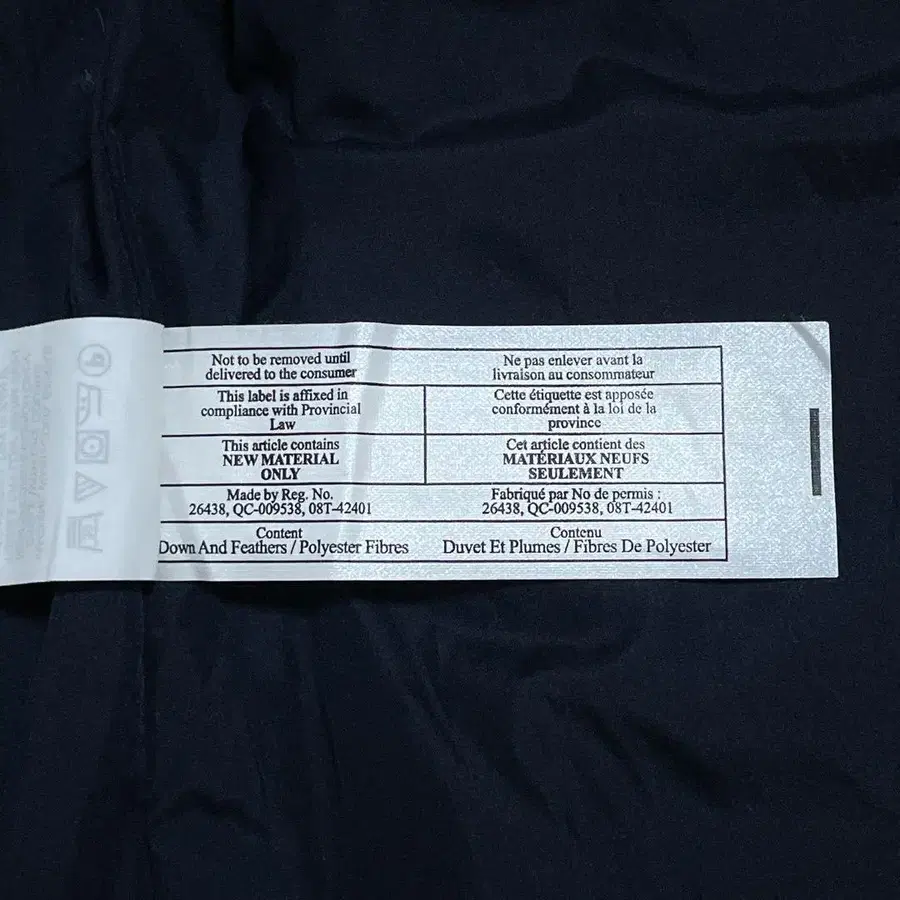 Not to be removed until
delivered to the consumer
Ne pas enlever avant la
livraison au consommateur
This label is affixed in
compliance with Provincial
Law
Cette étiquette est apposée
conformément à la loi de la
province
This article contains
NEW MATERIAL
ONLY
Cet article contient des
MATÉRIAUX NEUFS
SEULEMENT
Made by Reg. No.
26438, QC-009538, 08T-42401
Fabriqué par No de permis :
26438, QC-009538, 08T-42401
Content
Down And Feathers / Polyester Fibres
Contenu
Duvet Et Plumes / Fibres De Polyester